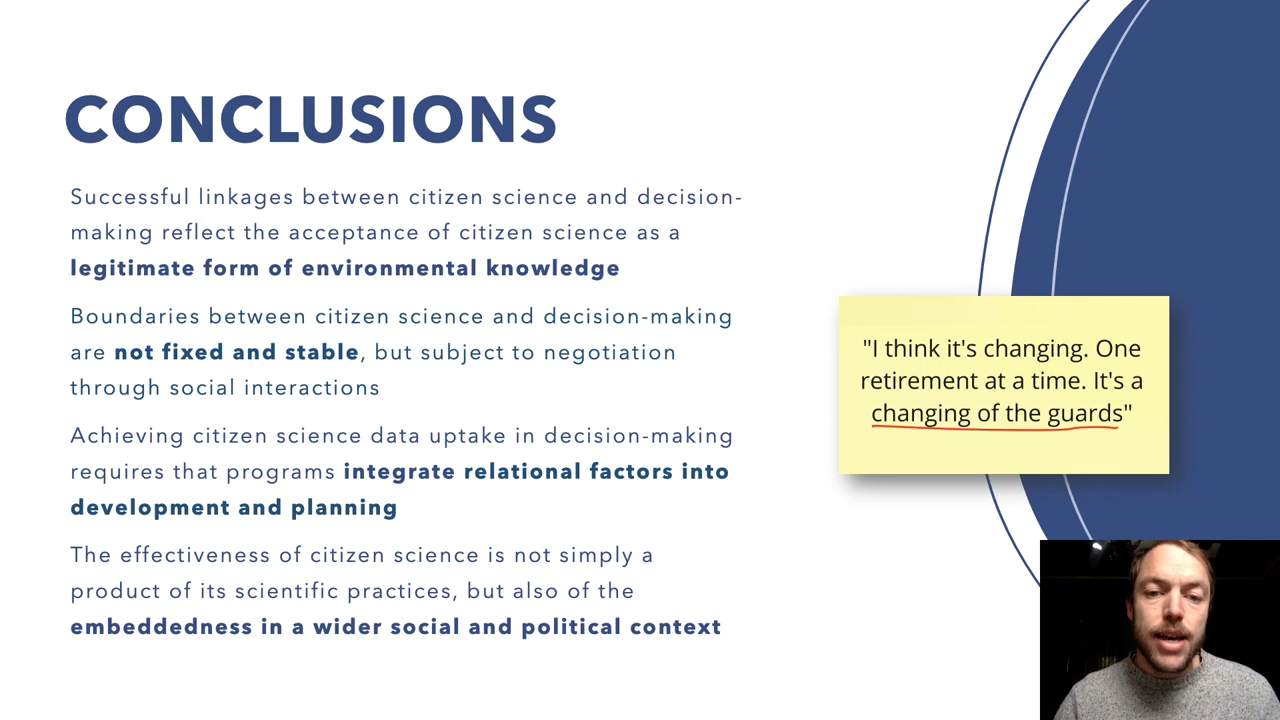 CONCLUSIONS
Successful linkages between citizen science and decision-
making reflect the acceptance of citizen science as a
legitimate form of environmental knowledge
Boundaries between citizen science and decision-making
are not fixed and stable, but subject to negotiation
through social interactions
Achieving citizen science data uptake in decision-making
requires that programs integrate relational factors into
development and planning
The effectiveness of citizen science is not simply a
product of its scientific practices, but also of the
embeddedness in a wider social and political context
"I think it's changing. One
retirement at a time. It's a
changing of the guards"